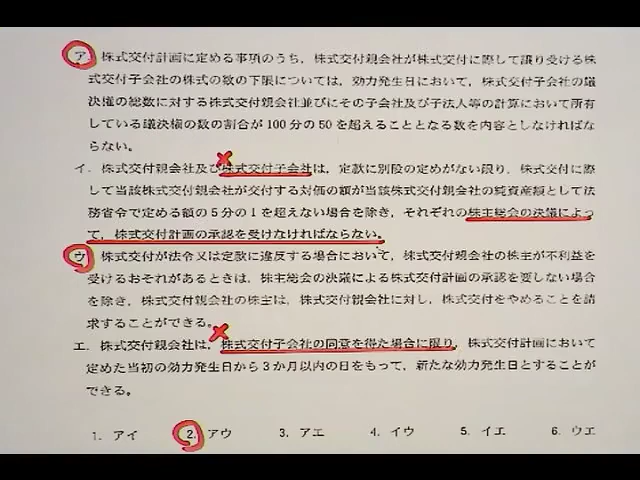 ア．株式交付計画に定める事項のうち，株式交付親会社が株式交付に際して譲り受ける株
式交付子会社の株式の数の下限については，効力発生日において，株式交付子会社の議
決権の総数に対する株式交付親会社並びにその子会社及び子法人等の計算において所有
している議決権の数の割合が 100 分の 50 を超えることとなる数を内容としなければな
らない。
イ．株式交付親会社及び株式交付子会社は，定款に別段の定めがない限り，株式交付に際
して当該株式交付親会社が交付する対価の額が当該株式交付親会社の純資産額として法
務省令で定める額の５分の１を超えない場合を除き，それぞれの株主総会の決議によっ
て，株式交付計画の承認を受けなければならない。
ウ．株式交付が法令又は定款に違反する場合において，株式交付親会社の株主が不利益を
受けるおそれがあるときは，株主総会の決議による株式交付計画の承認を要しない場合
を除き，株式交付親会社の株主は，株式交付親会社に対し，株式交付をやめることを請
求することができる。
エ．株式交付親会社は，株式交付子会社の同意を得た場合に限り，株式交付計画において
定めた当初の効力発生日から３か月以内の日をもって，新たな効力発生日とすることが
できる。
1．アイ　2．アウ　3．アエ　4．イウ　5．イエ　6．ウエ